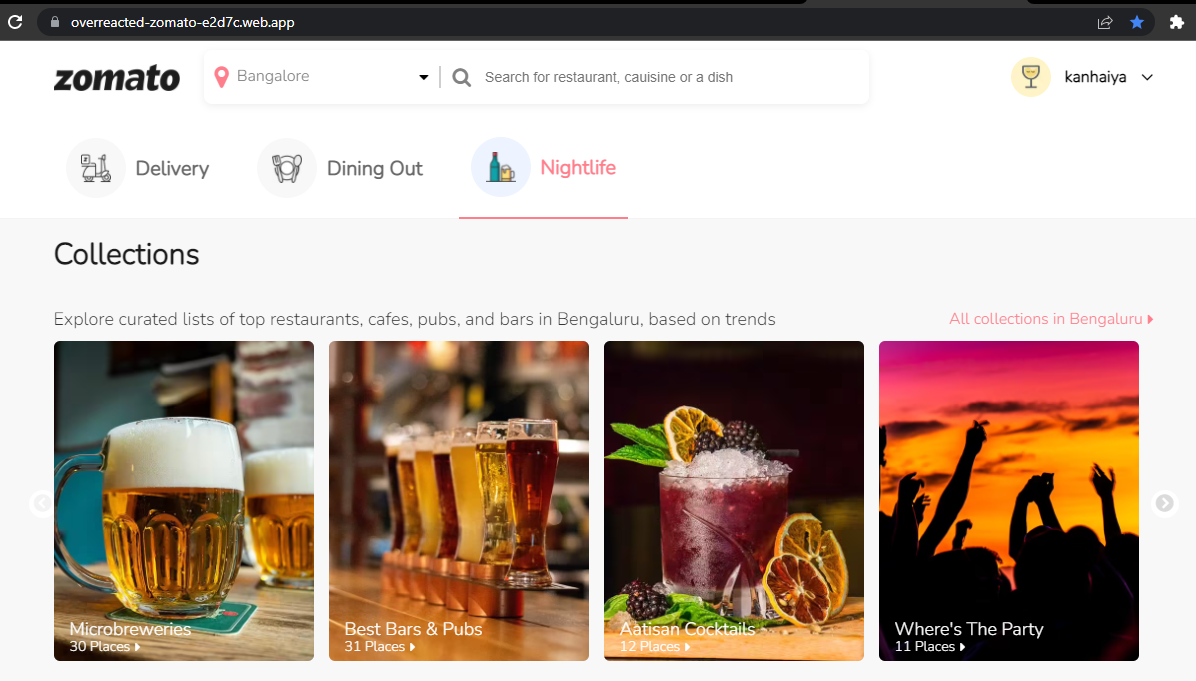 overreacted-zomato-e2d7c.web.app
zomato
Bangalore
Search for restaurant, cauisine or a dish
kanhaiya
Delivery
Dining Out
Nightlife
Collections
Explore curated lists of top restaurants, cafes, pubs, and bars in Bengaluru, based on trends
All collections in Bengaluru
Microbreweries
30 Places
Best Bars & Pubs
31 Places
Aatisan Cocktails
12 Places
Where's The Party
11 Places